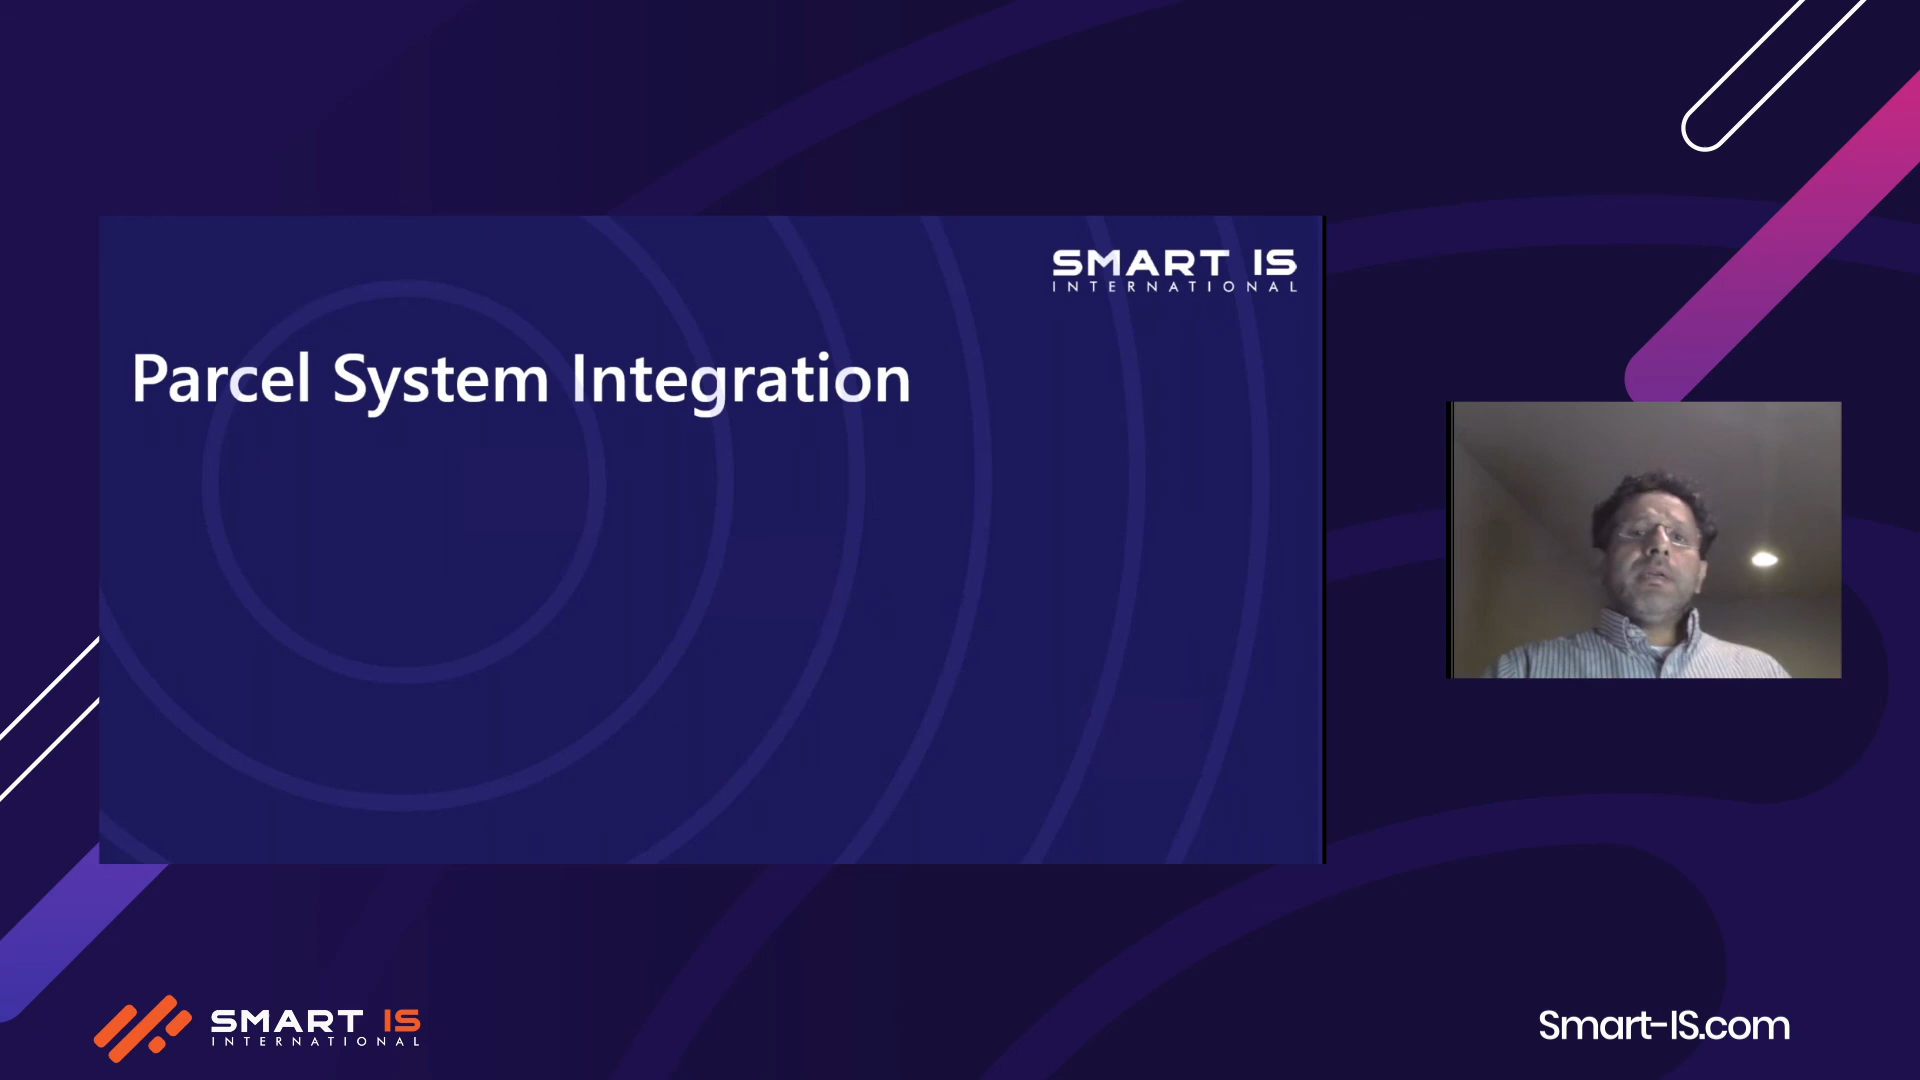 SMART IS
INTERNATIONAL
Parcel System Integration
SMART IS
INTERNATIONAL
Smart-IS.com